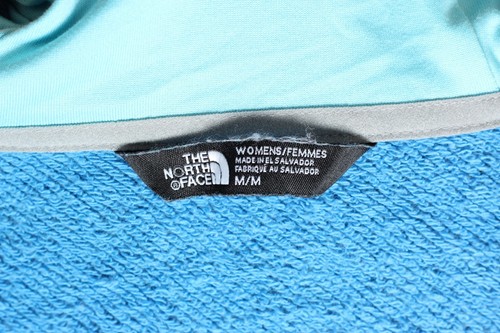 THE
NORTH
FACE
®
WOMENS/FEMMES
MADE IN EL SALVADOR
FABRIQUÉ AU SALVADOR
M/M